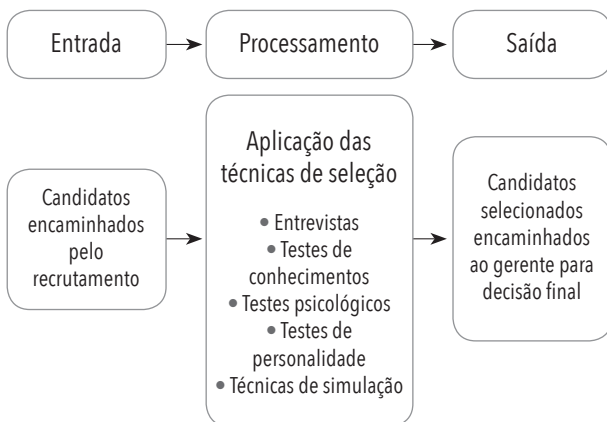 Entrada
Processamento
Saída
Candidatos
encaminhados
pelo
recrutamento
Aplicação das
técnicas de seleção
• Entrevistas
• Testes de
conhecimentos
• Testes psicológicos
• Testes de
personalidade
• Técnicas de simulação
Candidatos
selecionados
encaminhados
ao gerente para
decisão final